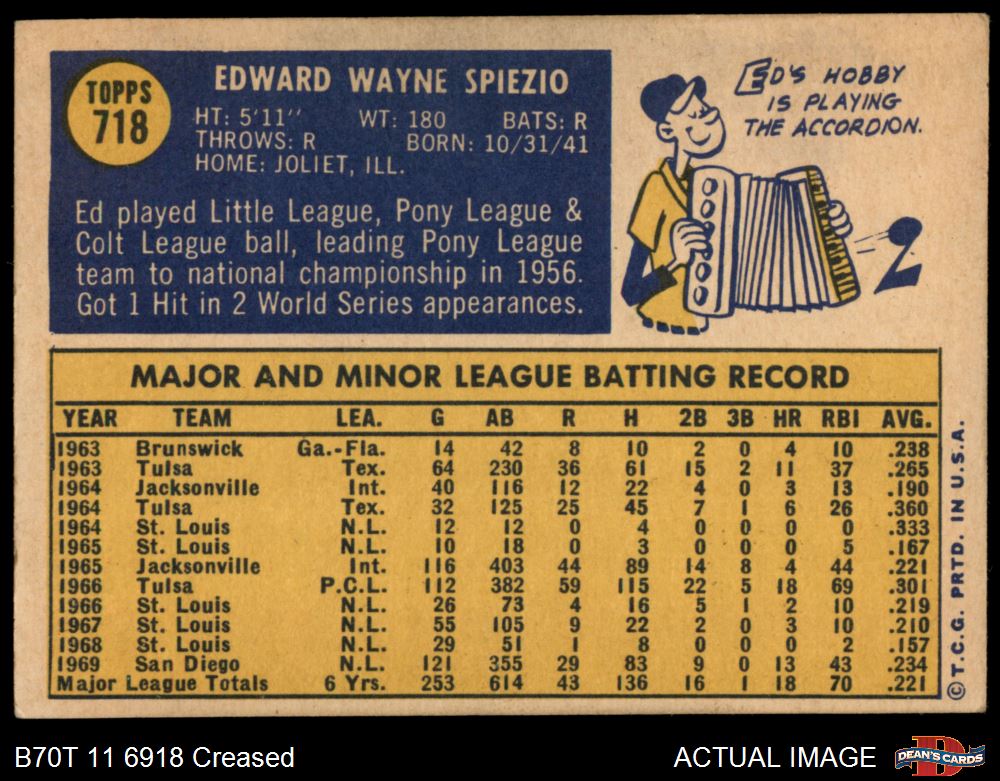 TOPPS
718
EDWARD WAYNE SPIEZIO
HT: 5'11" WT: 180 BATS: R
THROWS: R BORN: 10/31/41
HOME: JOLIET, ILL.
Ed played Little League, Pony League &
Colt League ball, leading Pony League
team to national championship in 1956.
Got 1 Hit in 2 World Series appearances.
ED'S HOBBY
IS PLAYING
THE ACCORDION.
2
MAJOR AND MINOR LEAGUE BATTING RECORD
YEAR TEAM LEA. G AB R H 2B 3B HR RBI AVG.
1963 Brunswick Ga.-Fla. 14 42 8 10 2 0 4 10 .238
1963 Tulsa Tex. 64 230 36 61 15 2 11 37 .265
1964 Jacksonville Int. 40 116 12 22 4 0 3 13 .190
1964 Tulsa Tex. 32 125 25 45 7 1 6 26 .360
1964 St. Louis N.L. 12 12 0 4 0 0 0 0 .333
1965 St. Louis N.L. 10 18 0 3 0 0 0 5 .167
1965 Jacksonville Int. 116 403 44 89 14 8 4 44 .221
1966 Tulsa P.C.L. 112 382 59 115 22 5 18 69 .301
1966 St. Louis N.L. 26 73 4 16 5 1 2 10 .219
1967 St. Louis N.L. 55 105 9 22 2 0 3 10 .210
1968 St. Louis N.L. 29 51 1 8 0 0 0 2 .157
1969 San Diego N.L. 121 355 29 83 9 0 13 43 .234
Major League Totals 6 Yrs. 253 614 43 136 16 1 18 70 .221
©T.C.G. PRTD. IN U.S.A.
B70T 11 6918 Creased
ACTUAL IMAGE
D
DEAN'S CARDS